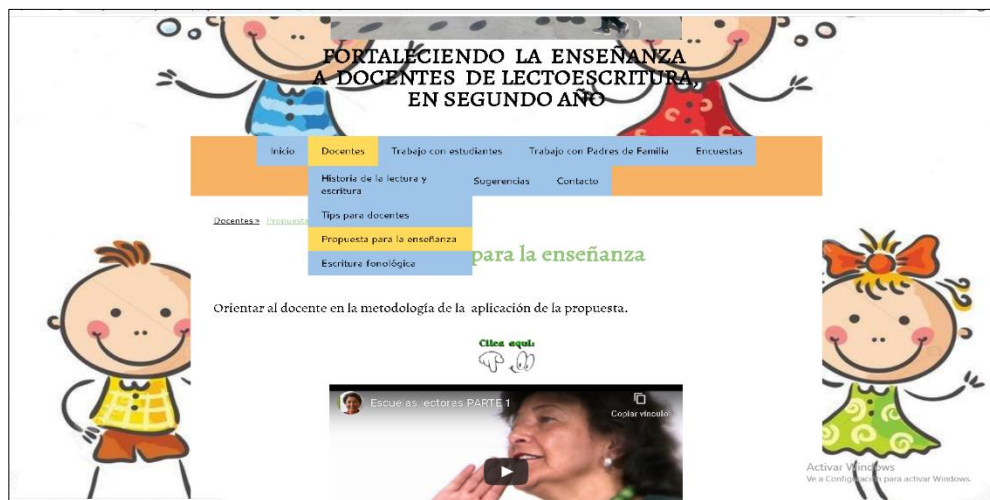 FORTALECIENDO LA ENSEÑANZA
A DOCENTES DE LECTOESCRITURA,
EN SEGUNDO AÑO
Inicio Docentes Trabajo con estudiantes Trabajo con Padres de Familia Encuestas
Historia de la lectura y
escritura
Sugerencias Contacto
Tips para docentes
Docentes » Propuesta
Propuesta para la enseñanza
para la enseñanza
Escritura fonológica
Orientar al docente en la metodología de la aplicación de la propuesta.
Clica aquí:
Escuelas lectoras PARTE 1
Copiar vínculo
Activar Windows
Ve a Configuración para activar Windows.